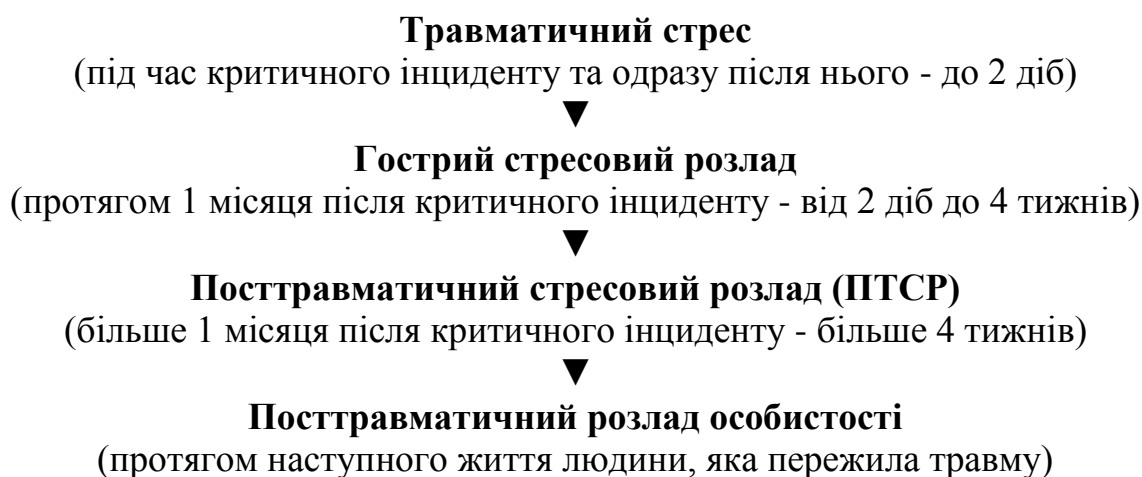 Травматичний стрес
(під час критичного інциденту та одразу після нього - до 2 діб)
▼
Гострий стресовий розлад
(протягом 1 місяця після критичного інциденту - від 2 діб до 4 тижнів)
▼
Посттравматичний стресовий розлад (ПТСР)
(більше 1 місяця після критичного інциденту - більше 4 тижнів)
▼
Посттравматичний розлад особистості
(протягом наступного життя людини, яка пережила травму)